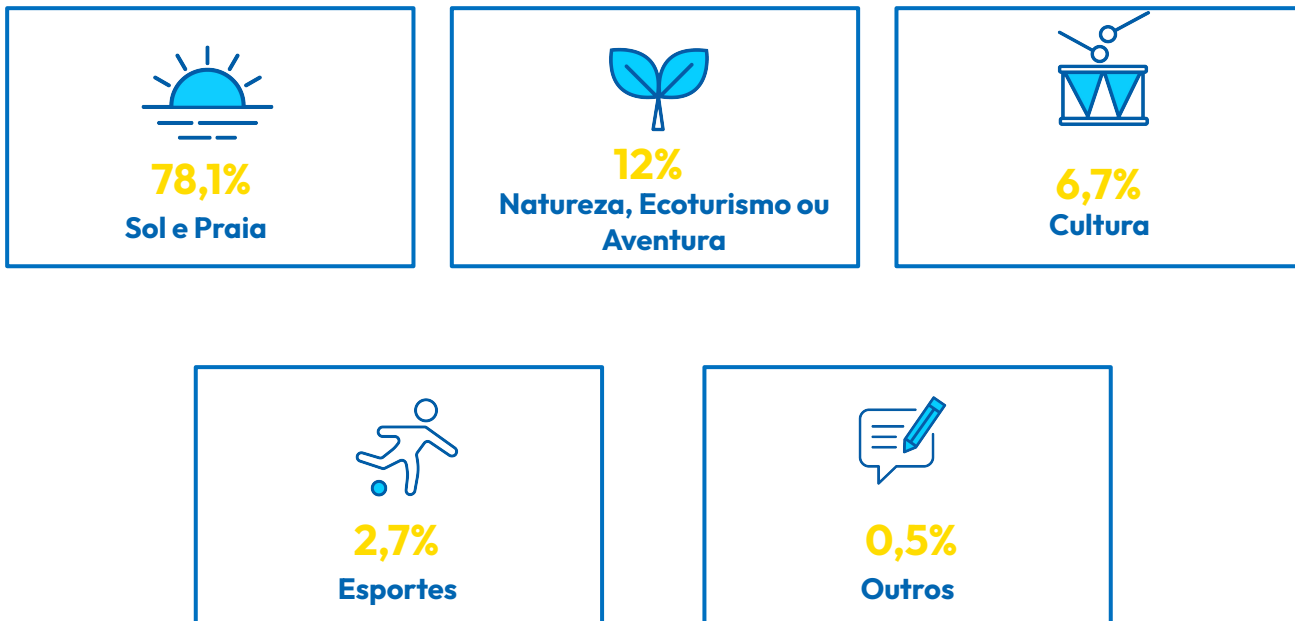 78,1%
Sol e Praia
12%
Natureza, Ecoturismo ou
Aventura
6,7%
Cultura
2,7%
Esportes
0,5%
Outros